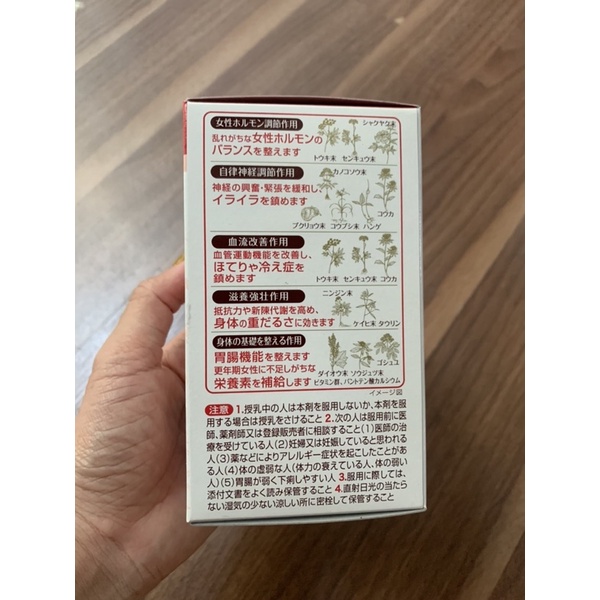 女性ホルモン調節作用
乱れがちな女性ホルモンの
バランスを整えます
シャクヤク末
トウキ末 センキュウ末
自律神経調節作用
神経の興奮・緊張を緩和し、
イライラを鎮めます
カノコソウ末
コウカ
ブクリョウ末 コウブシ末 ハンゲ
血流改善作用
血管運動機能を改善し、
ほてりや冷え症を
鎮めます
トウキ末 センキュウ末 コウカ
滋養強壮作用
抵抗力や新陳代謝を高め、
身体の重だるさに効きます
ニンジン末
ケイヒ末 タウリン
身体の基礎を整える作用
胃腸機能を整えます
更年期女性に不足しがちな
栄養素を補給します
ゴシュユ
ダイオウ末 ソウジュツ末
ビタミン群、パントテン酸カルシウム
イメージ図
注意 1.授乳中の人は本剤を服用しないか、本剤を服
用する場合は授乳をさけること 2.次の人は服用前に医
師、薬剤師又は登録販売者に相談すること(1)医師の治
療を受けている人(2)妊婦又は妊娠していると思われる
人(3)薬などによりアレルギー症状を起こしたことがあ
る人(4)体の虚弱な人(体力の衰えている人、体の弱い
人)(5)胃腸が弱く下痢しやすい人 3.服用に際しては、
添付文書をよく読み保管すること 4.直射日光の当たら
ない湿気の少ない涼しい所に密栓して保管すること